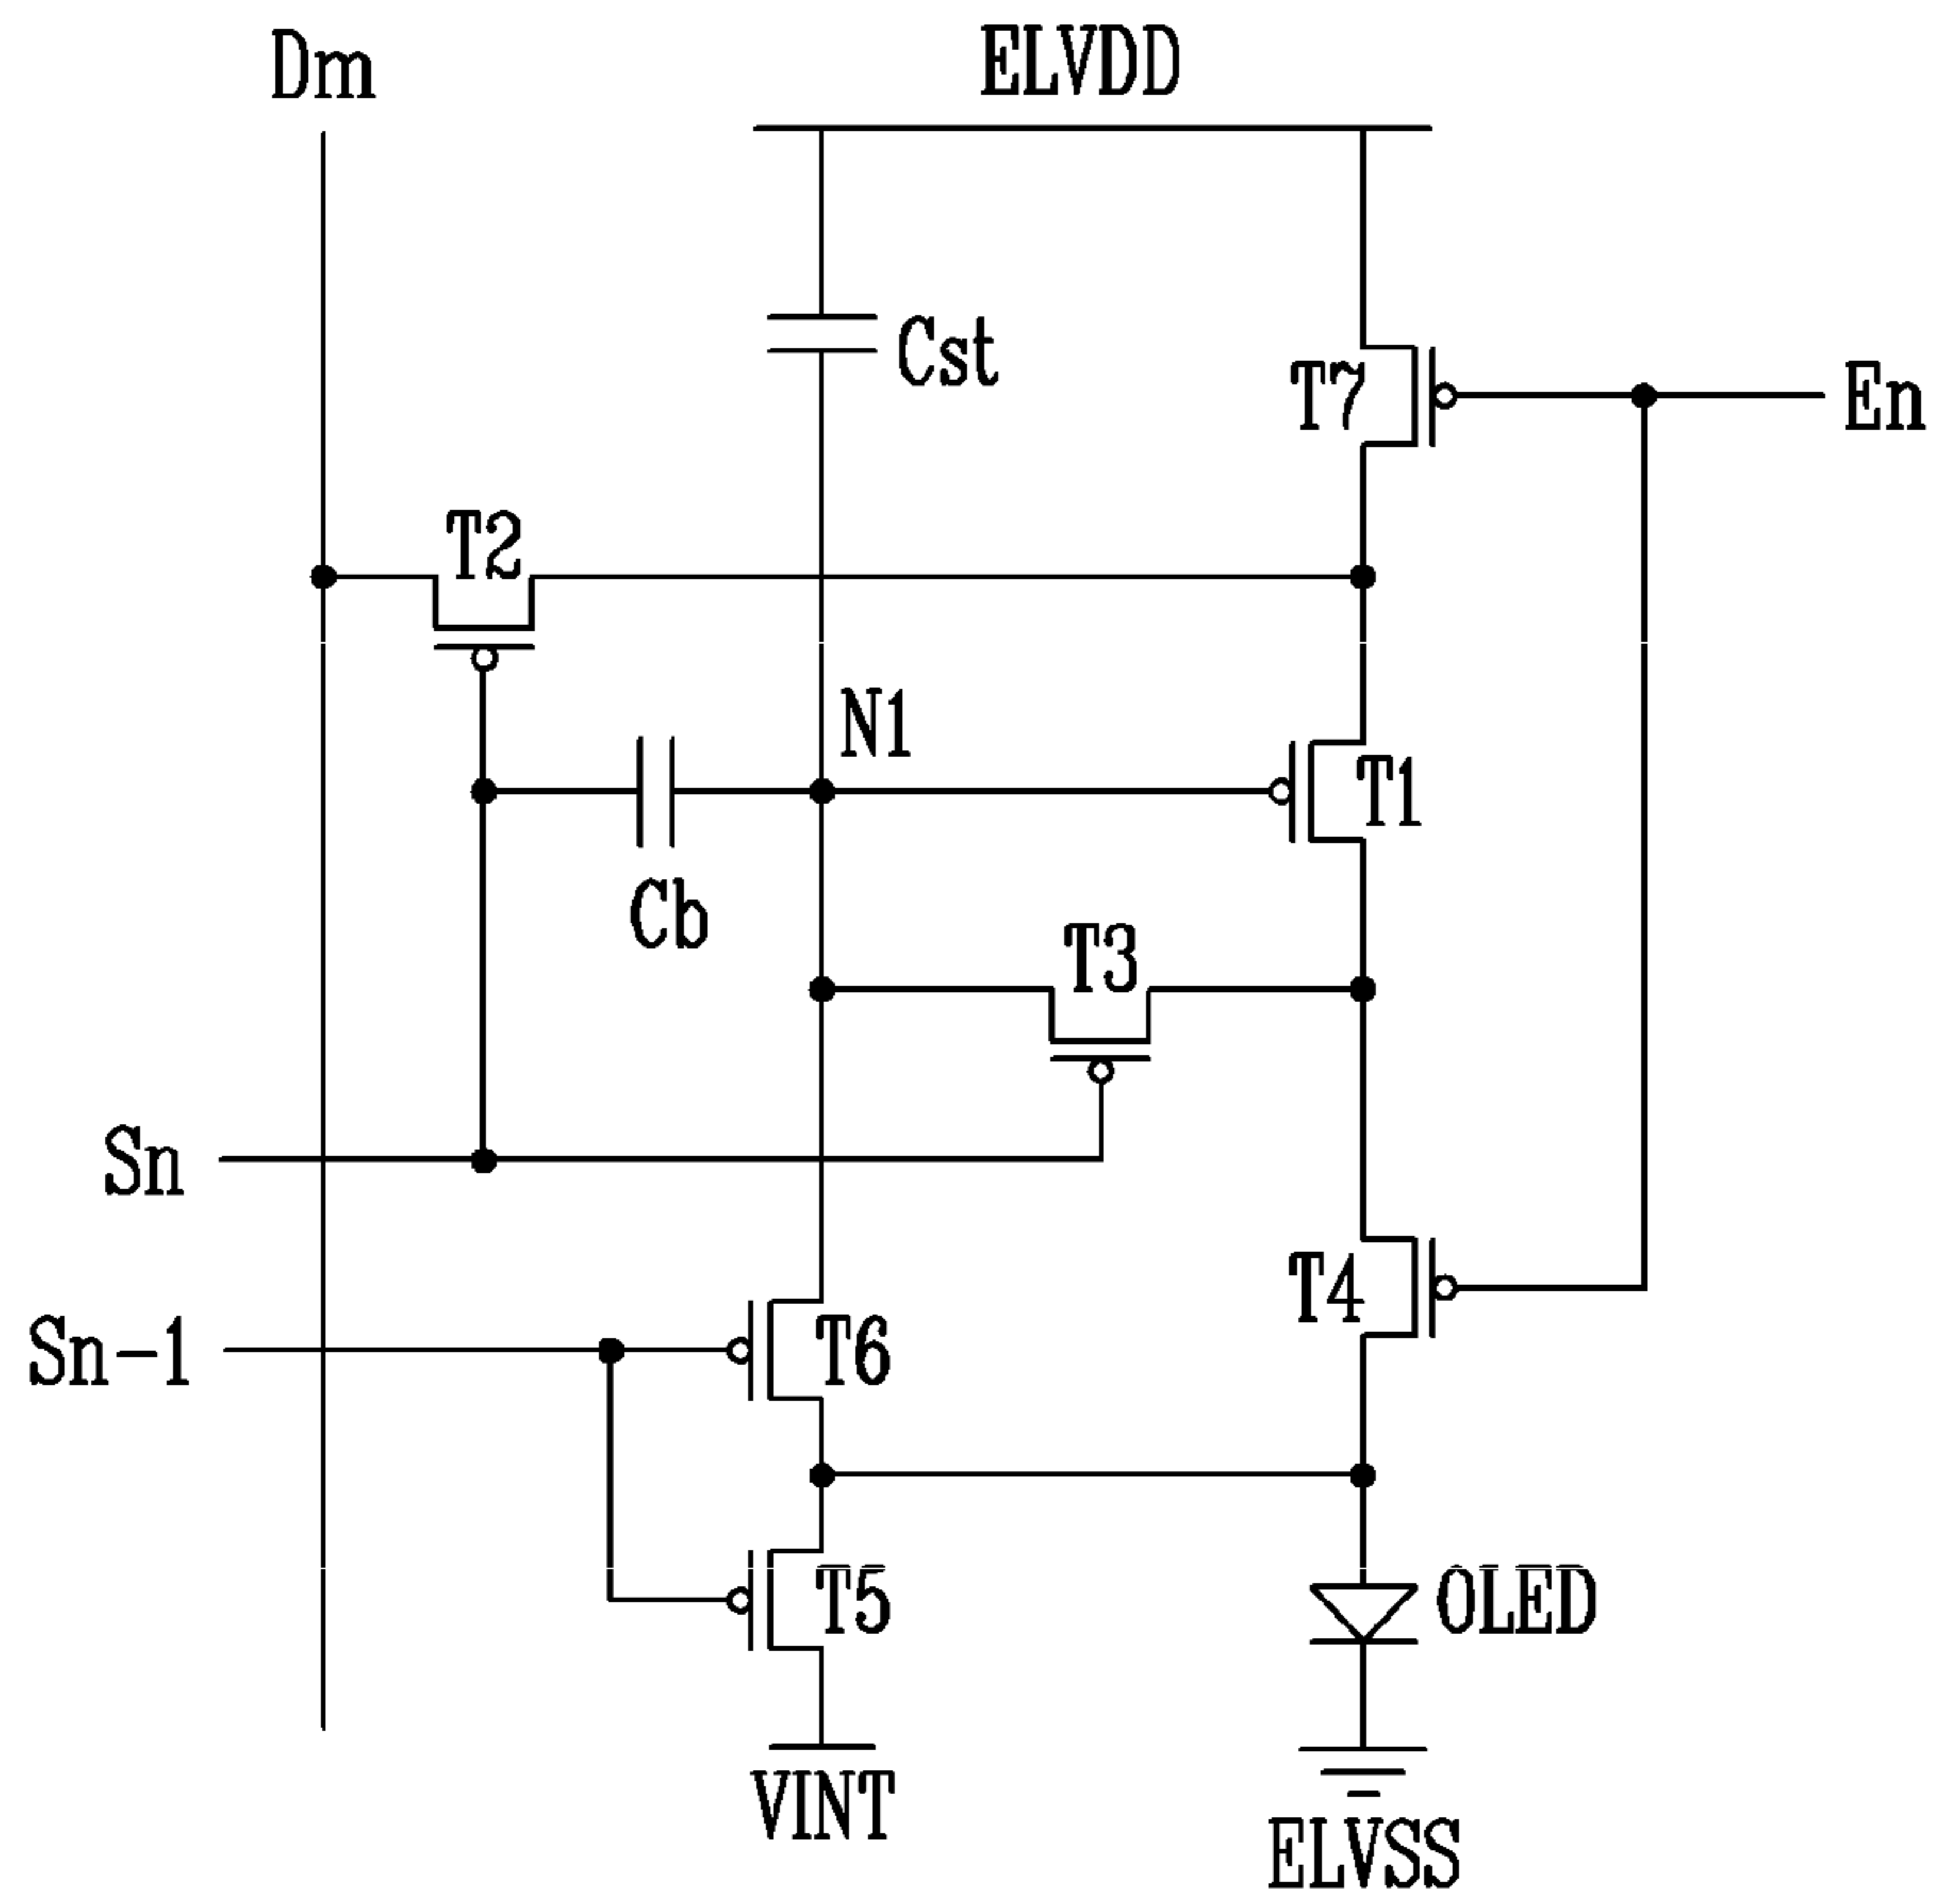 Dm
ELVDD
Cst
T7
En
T2
N1
T1
Cb
T3
Sn
T4
Sn-1
T6
T5
OLED
VINT
ELVSS